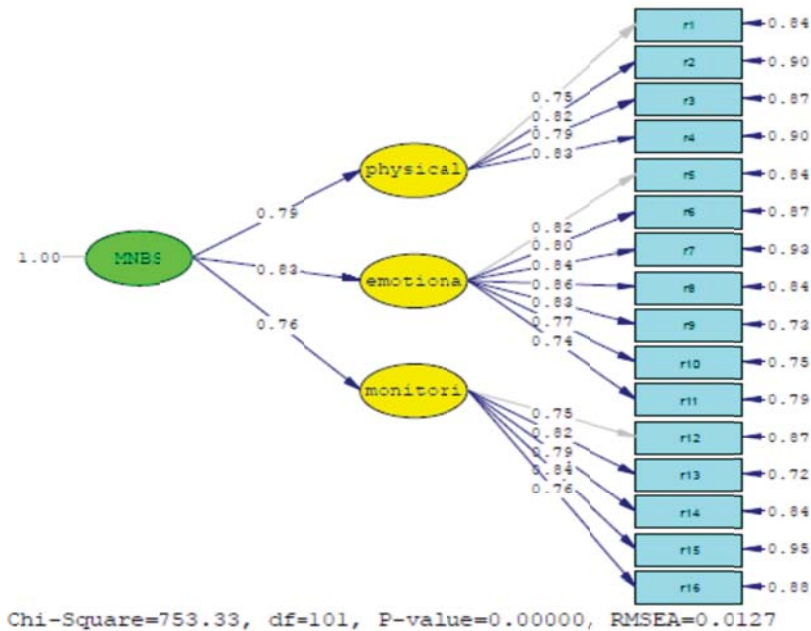 r1 0.84
r2 0.90
0.75
r3 0.87
0.82
0.79
r4 0.90
0.83
physical
r5 0.84
0.79
0.82
r6 0.87
0.80
r7 0.93
1.00 MNBS
0.84
0.83
emotiona
0.86
r8 0.84
0.83
r9 0.73
0.76
0.77
0.74
r10 0.75
monitori
r11 0.79
0.75
r12 0.87
0.82
0.79
r13 0.72
0.84
0.76
r14 0.84
r15 0.95
r16 0.88
Chi-Square=753.33, df=101, P-value=0.00000, RMSEA=0.0127